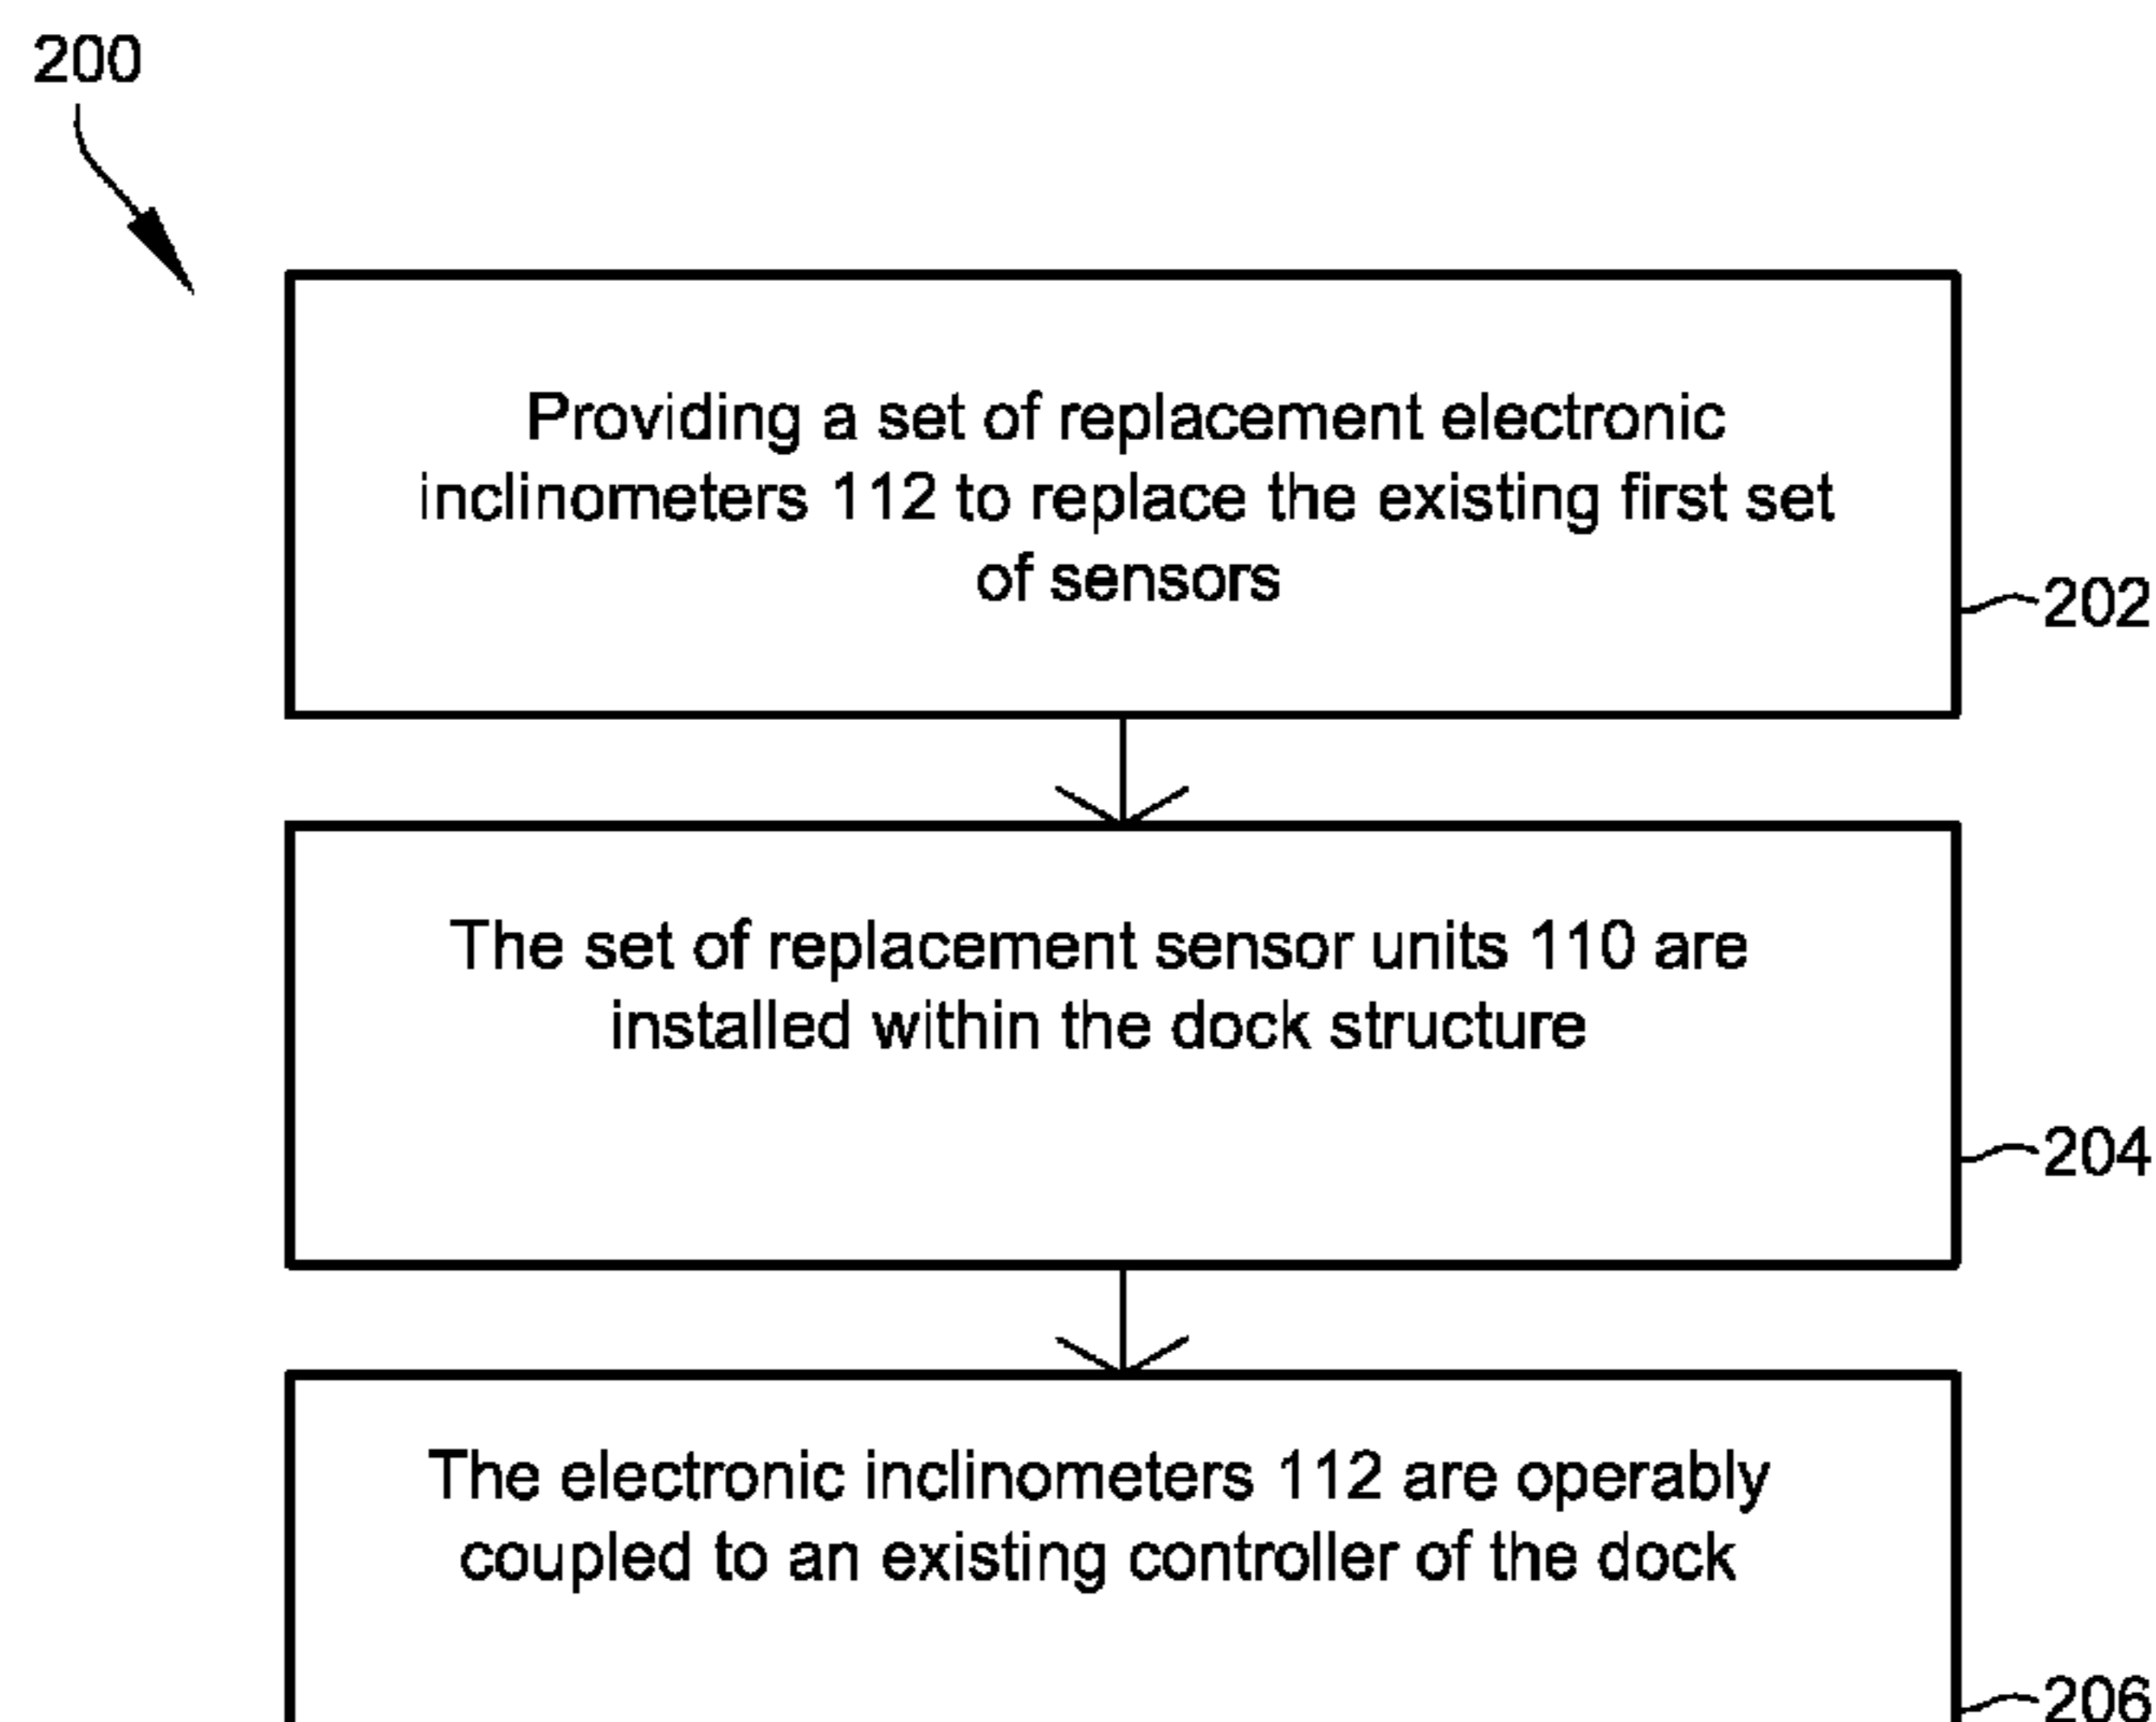 200
Providing a set of replacement electronic
inclinometers 112 to replace the existing first set
of sensors
202
The set of replacement sensor units 110 are
installed within the dock structure
204
The electronic inclinometers 112 are operably
coupled to an existing controller of the dock
206